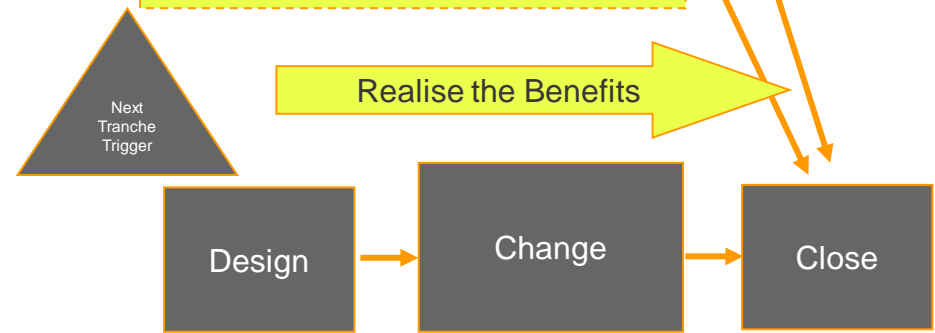 Realise the Benefits
Next
Tranche
Trigger
Design
Change
Close